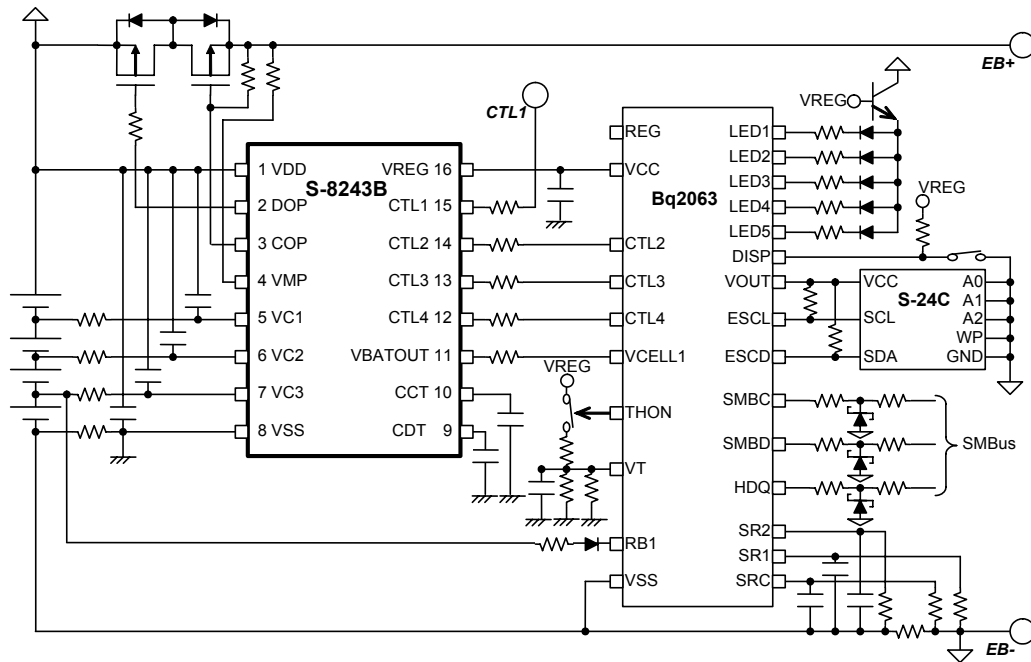 EB+
CTL1
S-8243B
1 VDD
2 DOP
3 COP
4 VMP
5 VC1
6 VC2
7 VC3
8 VSS
VREG 16
CTL1 15
CTL2 14
CTL3 13
CTL4 12
VBATOUT 11
CCT 10
CDT 9
VREG
Bq2063
REG
VCC
CTL2
CTL3
CTL4
VCELL1
THON
VT
RB1
VSS
LED1
LED2
LED3
LED4
LED5
DISP
VOUT
ESCL
ESCD
SMBC
SMBD
HDQ
SR2
SR1
SRC
VREG
VREG
S-24C
VCC
SCL
SDA
A0
A1
A2
WP
GND
SMBus
EB-